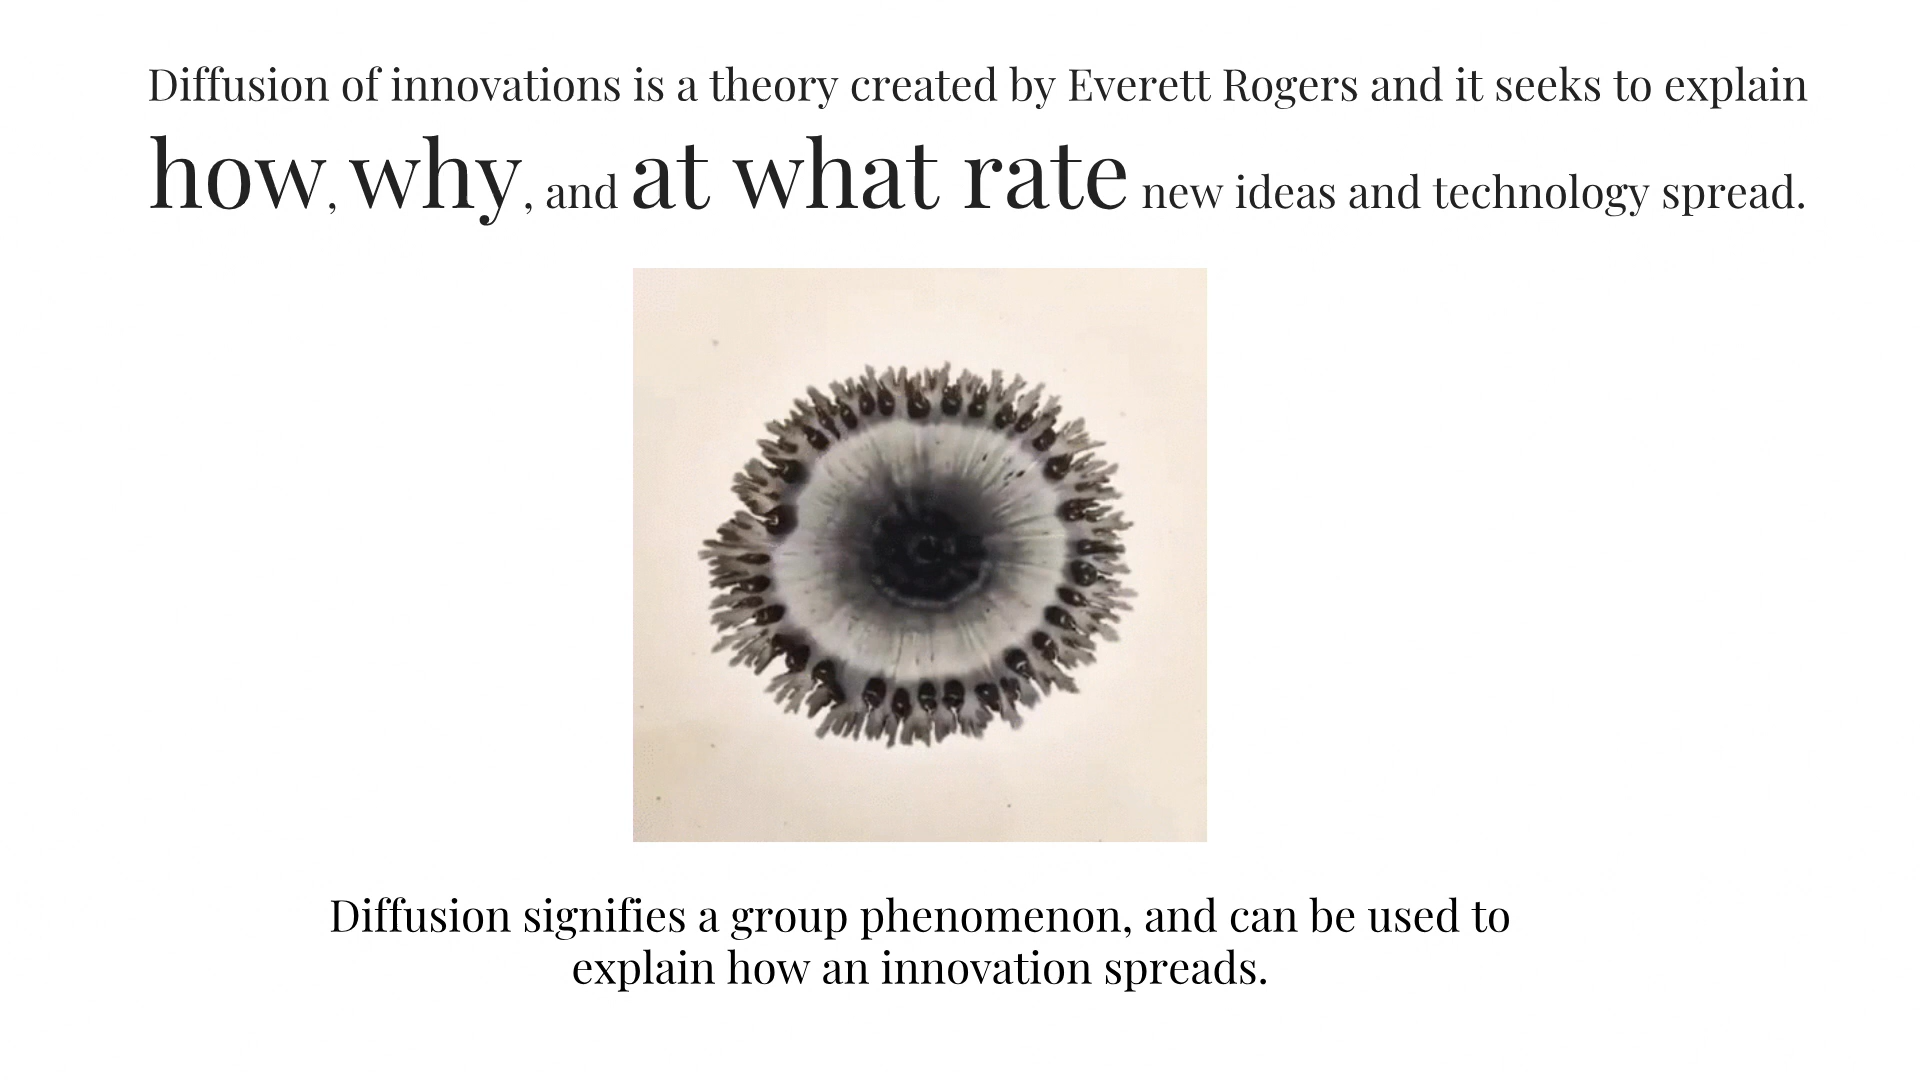 Diffusion of innovations is a theory created by Everett Rogers and it seeks to explain
how, why, and at what rate new ideas and technology spread.
Diffusion signifies a group phenomenon, and can be used to
explain how an innovation spreads.